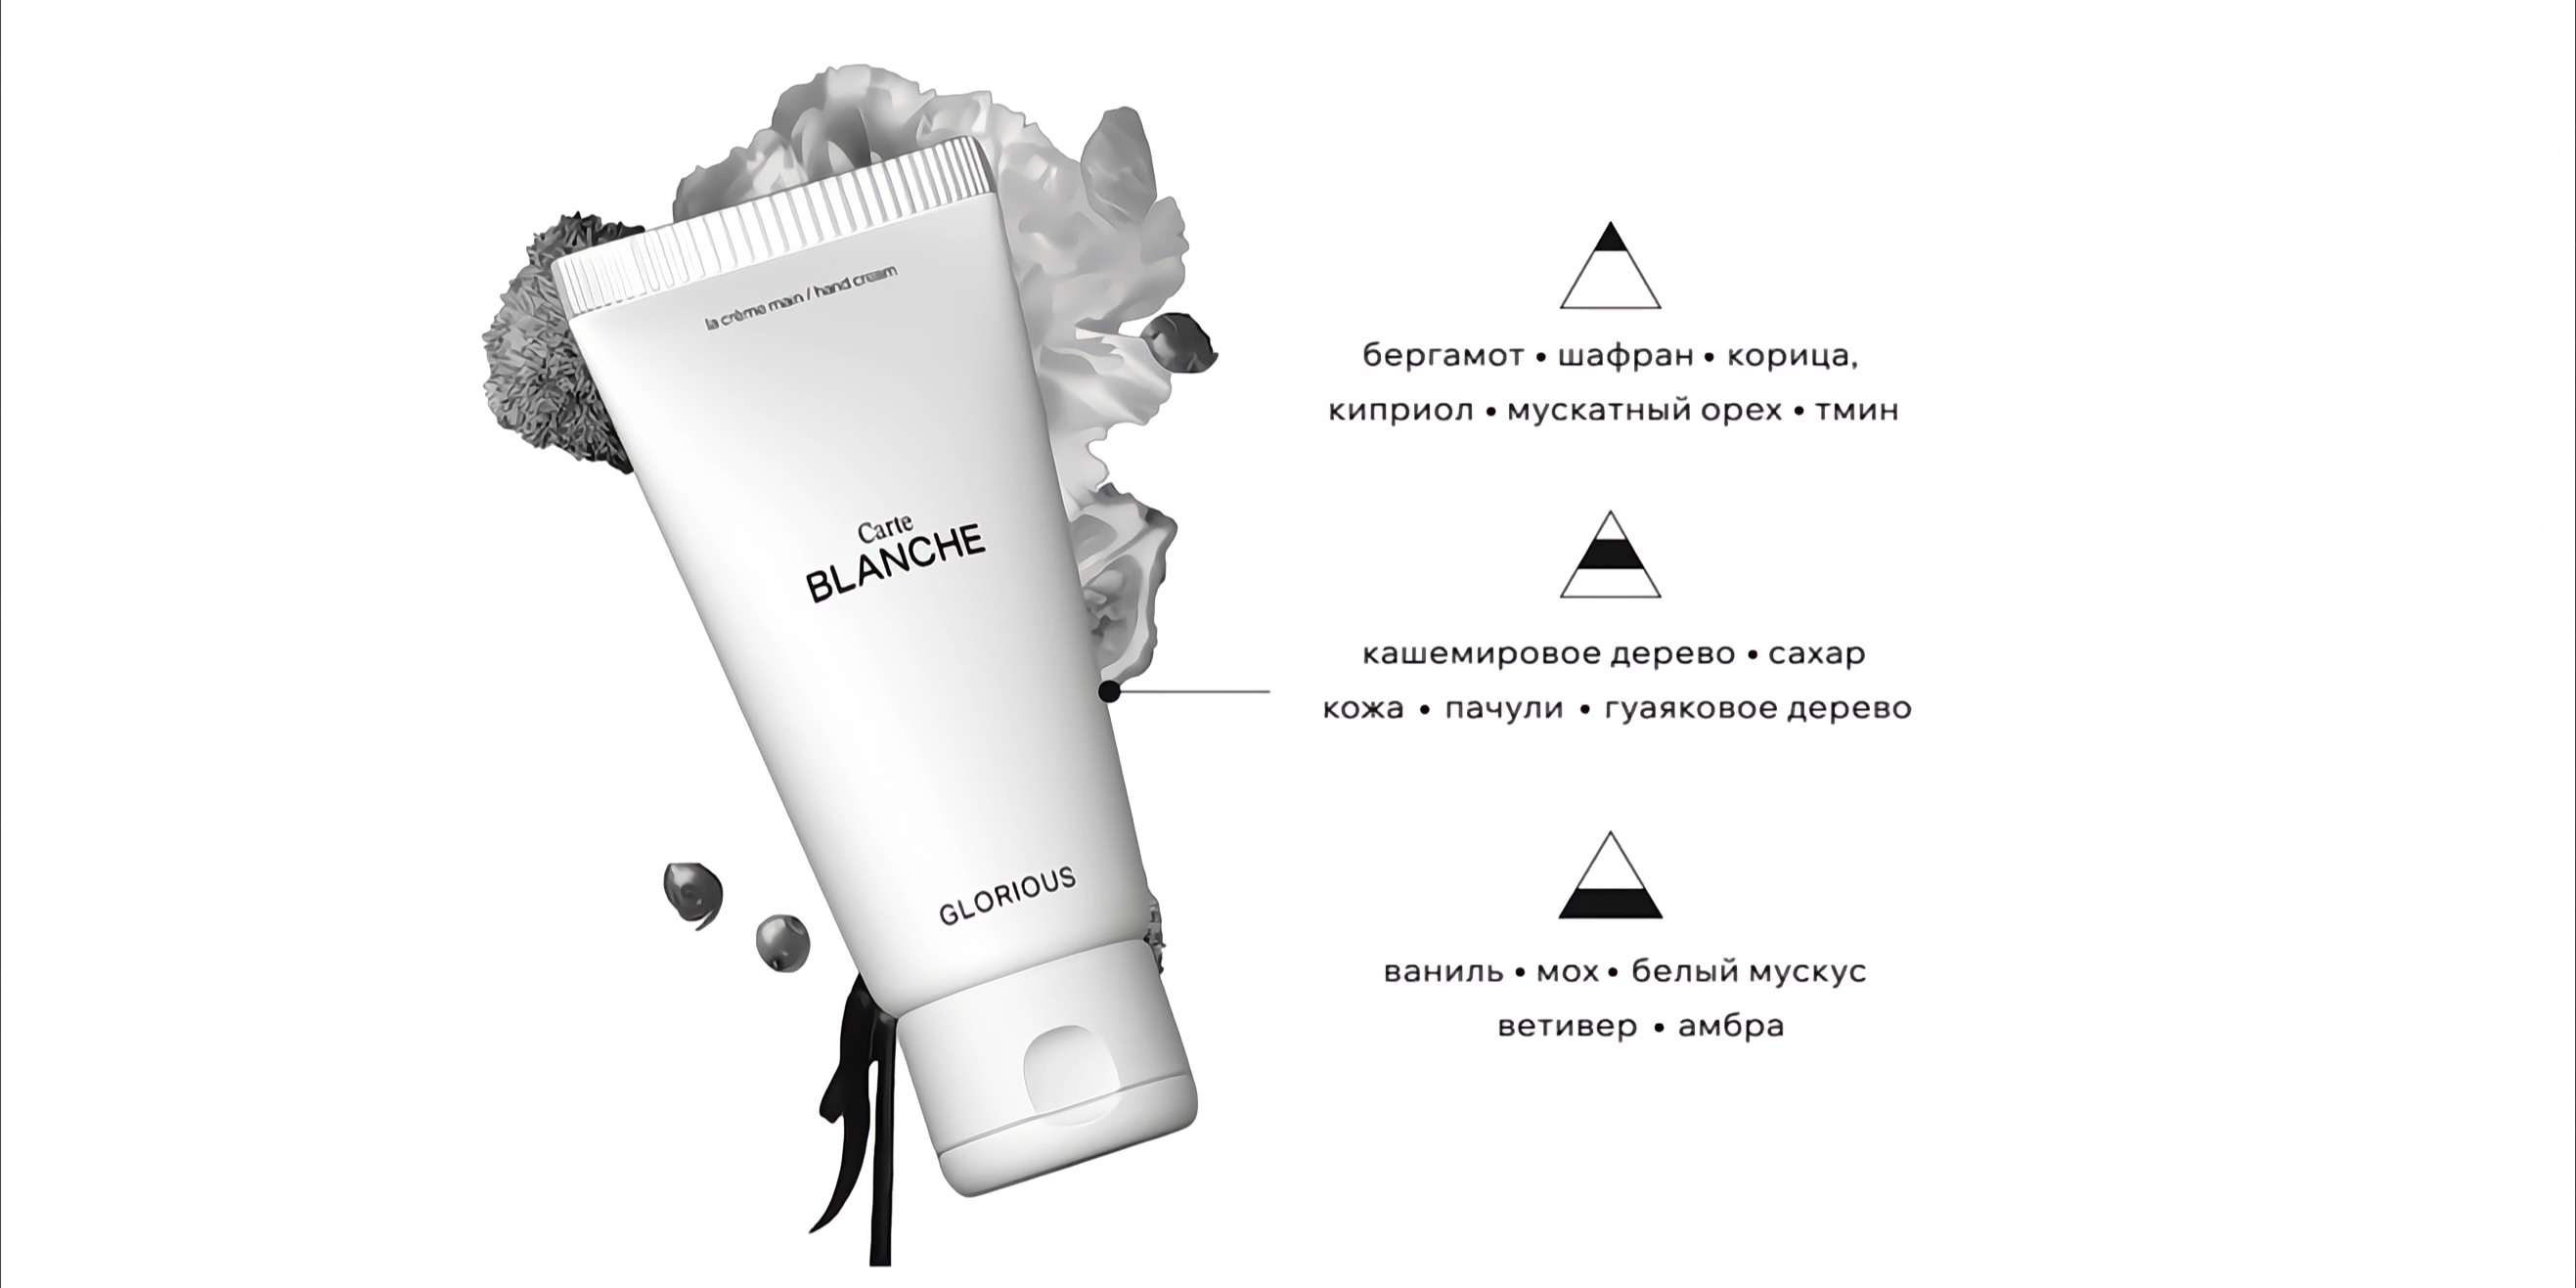 la crème main / hand cream
Carte
BLANCHE
GLORIOUS
бергамот • шафран • корица,
киприол • мускатный орех • тмин
кашемировое дерево • сахар
кожа • пачули • гуаяковое дерево
ваниль • мох • белый мускус
ветивер • амбра